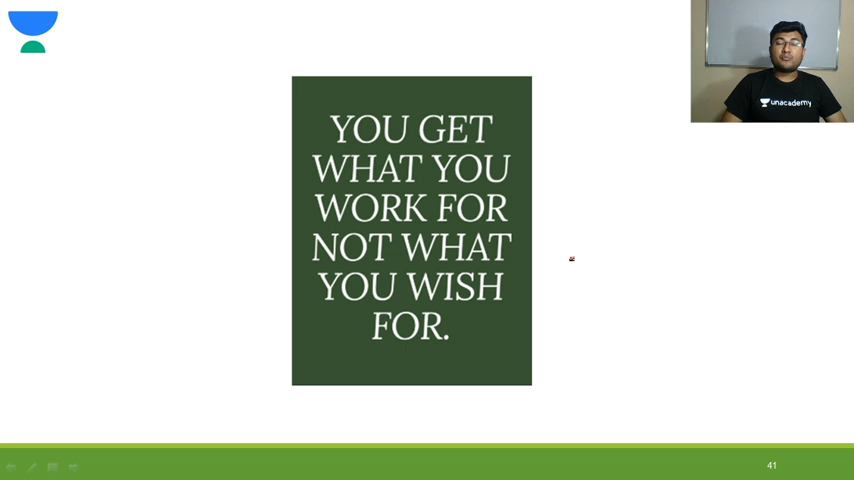 unacademy
YOU GET
WHAT YOU
WORK FOR
NOT WHAT
YOU WISH
FOR.
41